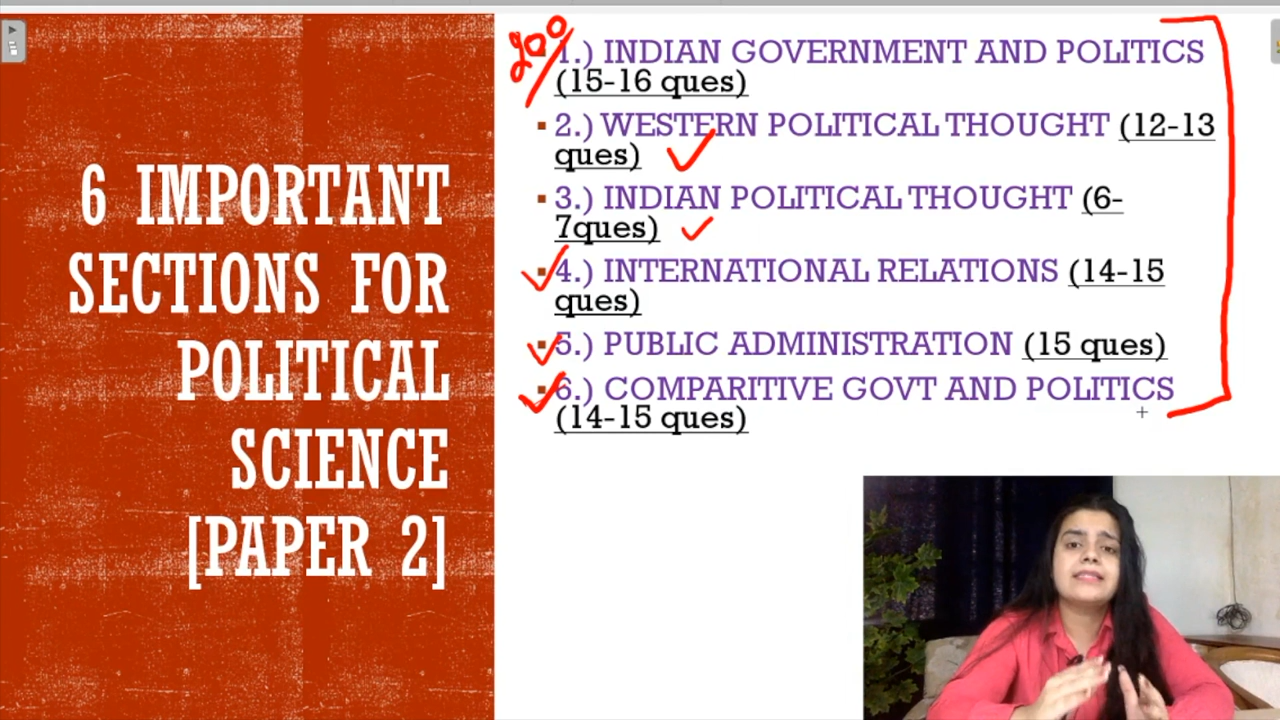 6 IMPORTANT
SECTIONS FOR
POLITICAL
SCIENCE
[PAPER 2]
200
1.) INDIAN GOVERNMENT AND POLITICS
(15-16 ques)
2.) WESTERN POLITICAL THOUGHT (12-13
ques)
3.) INDIAN POLITICAL THOUGHT (6-
7ques)
4.) INTERNATIONAL RELATIONS (14-15
ques)
5.) PUBLIC ADMINISTRATION (15 ques)
6.) COMPARITIVE GOVT AND POLITICS
(14-15 ques)